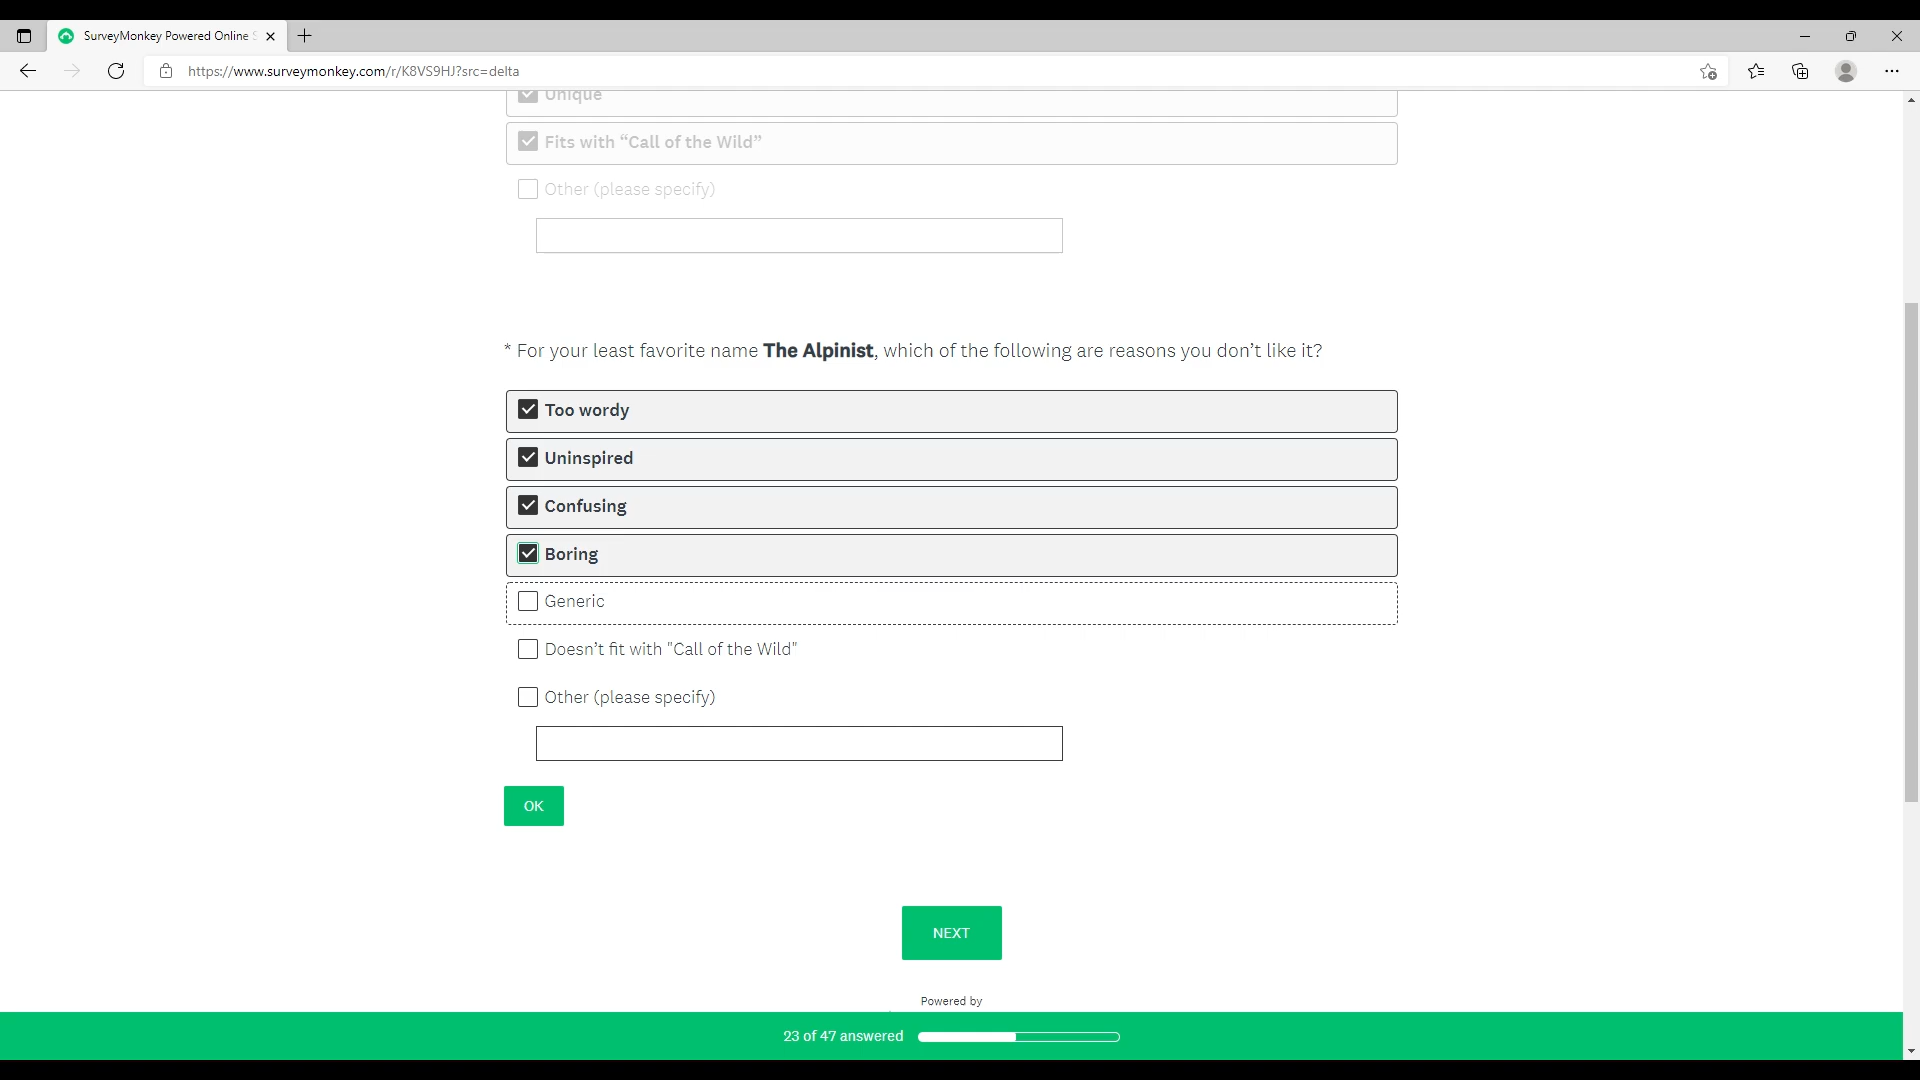 SurveyMonkey Powered Online S
https://www.surveymonkey.com/r/K8VS9HJ?src=delta
Unique
Fits with “Call of the Wild”
Other (please specify)
* For your least favorite name The Alpinist, which of the following are reasons you don’t like it?
Too wordy
Uninspired
Confusing
Boring
Generic
Doesn’t fit with "Call of the Wild"
Other (please specify)
OK
NEXT
Powered by
23 of 47 answered